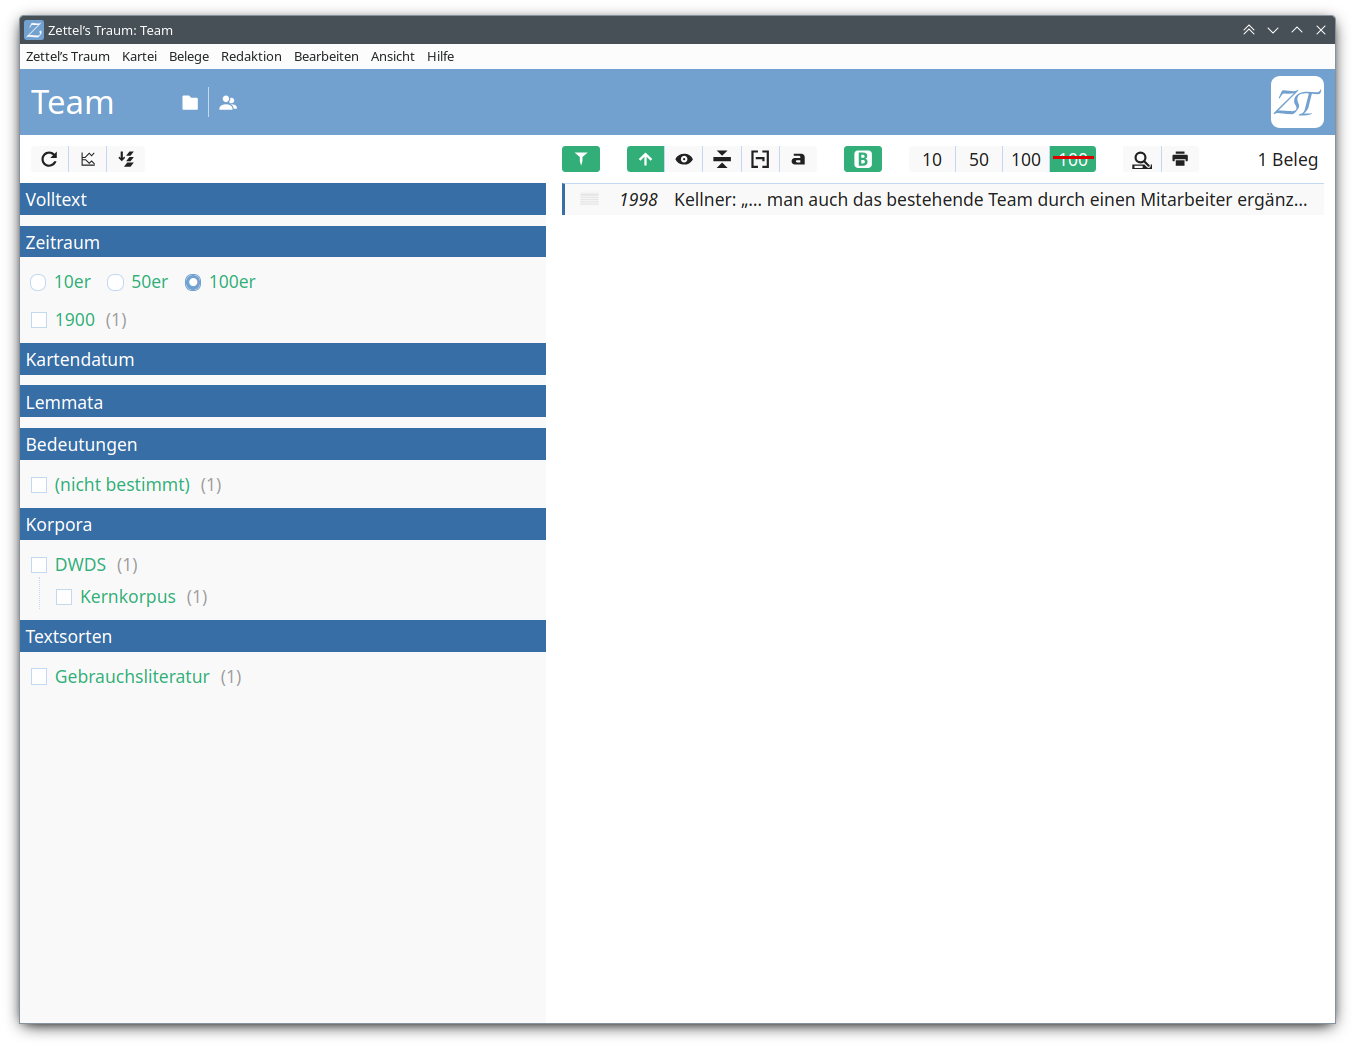 Zettel’s Traum: Team
Zettel’s Traum Kartei Belege Redaktion Bearbeiten Ansicht Hilfe
Team
ZT
B 10 50 100 100 1 Beleg
a
Volltext
1998 Kellner: „… man auch das bestehende Team durch einen Mitarbeiter ergänz…
Zeitraum
10er 50er 100er
1900 (1)
Kartendatum
Lemmata
Bedeutungen
(nicht bestimmt) (1)
Korpora
DWDS (1)
Kernkorpus (1)
Textsorten
Gebrauchsliteratur (1)